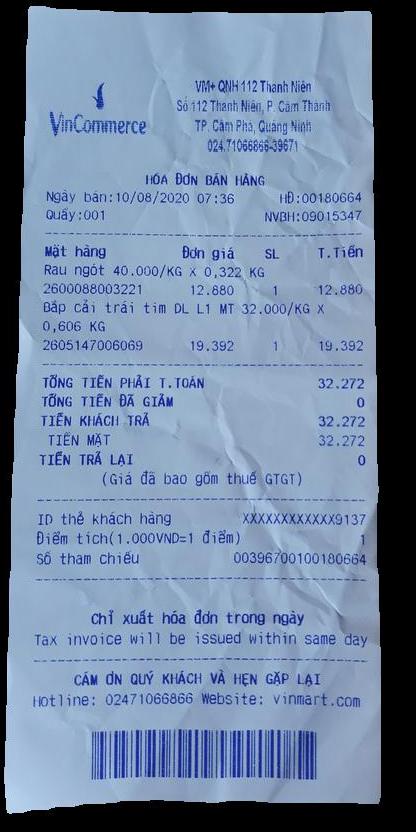 VinCommerce
VM+ QNH 112 Thanh Niên
Số 112 Thanh Niên, P. Cẩm Thành
TP. Cẩm Phả, Quảng Ninh
024.71066866-39671
HÓA ĐƠN BÁN HÀNG
Ngày bán:10/08/2020 07:36 HĐ:00180664
Quầy:001 NVBH:09015347
Mặt hàng Đơn giá SL T.Tiền
Rau ngót 40.000/KG X 0,322 KG
2600088003221 12.880 1 12.880
Bắp cải trái tim DL L1 MT 32.000/KG X
0,606 KG
2605147006069 19.392 1 19.392
TỔNG TIỀN PHẢI T.TOÁN 32.272
TỔNG TIỀN ĐÃ GIẢM 0
TIỀN KHÁCH TRẢ 32.272
TIỀN MẶT 32.272
TIỀN TRẢ LẠI 0
(Giá đã bao gồm thuế GTGT)
ID thẻ khách hàng XXXXXXXXXXXX9137
Điểm tích(1.000VND=1 điểm) 1
Số tham chiếu 00396700100180664
Chỉ xuất hóa đơn trong ngày
Tax invoice will be issued within same day
CẢM ƠN QUÝ KHÁCH VÀ HẸN GẶP LẠI
Hotline: 02471066866 Website: vinmart.com